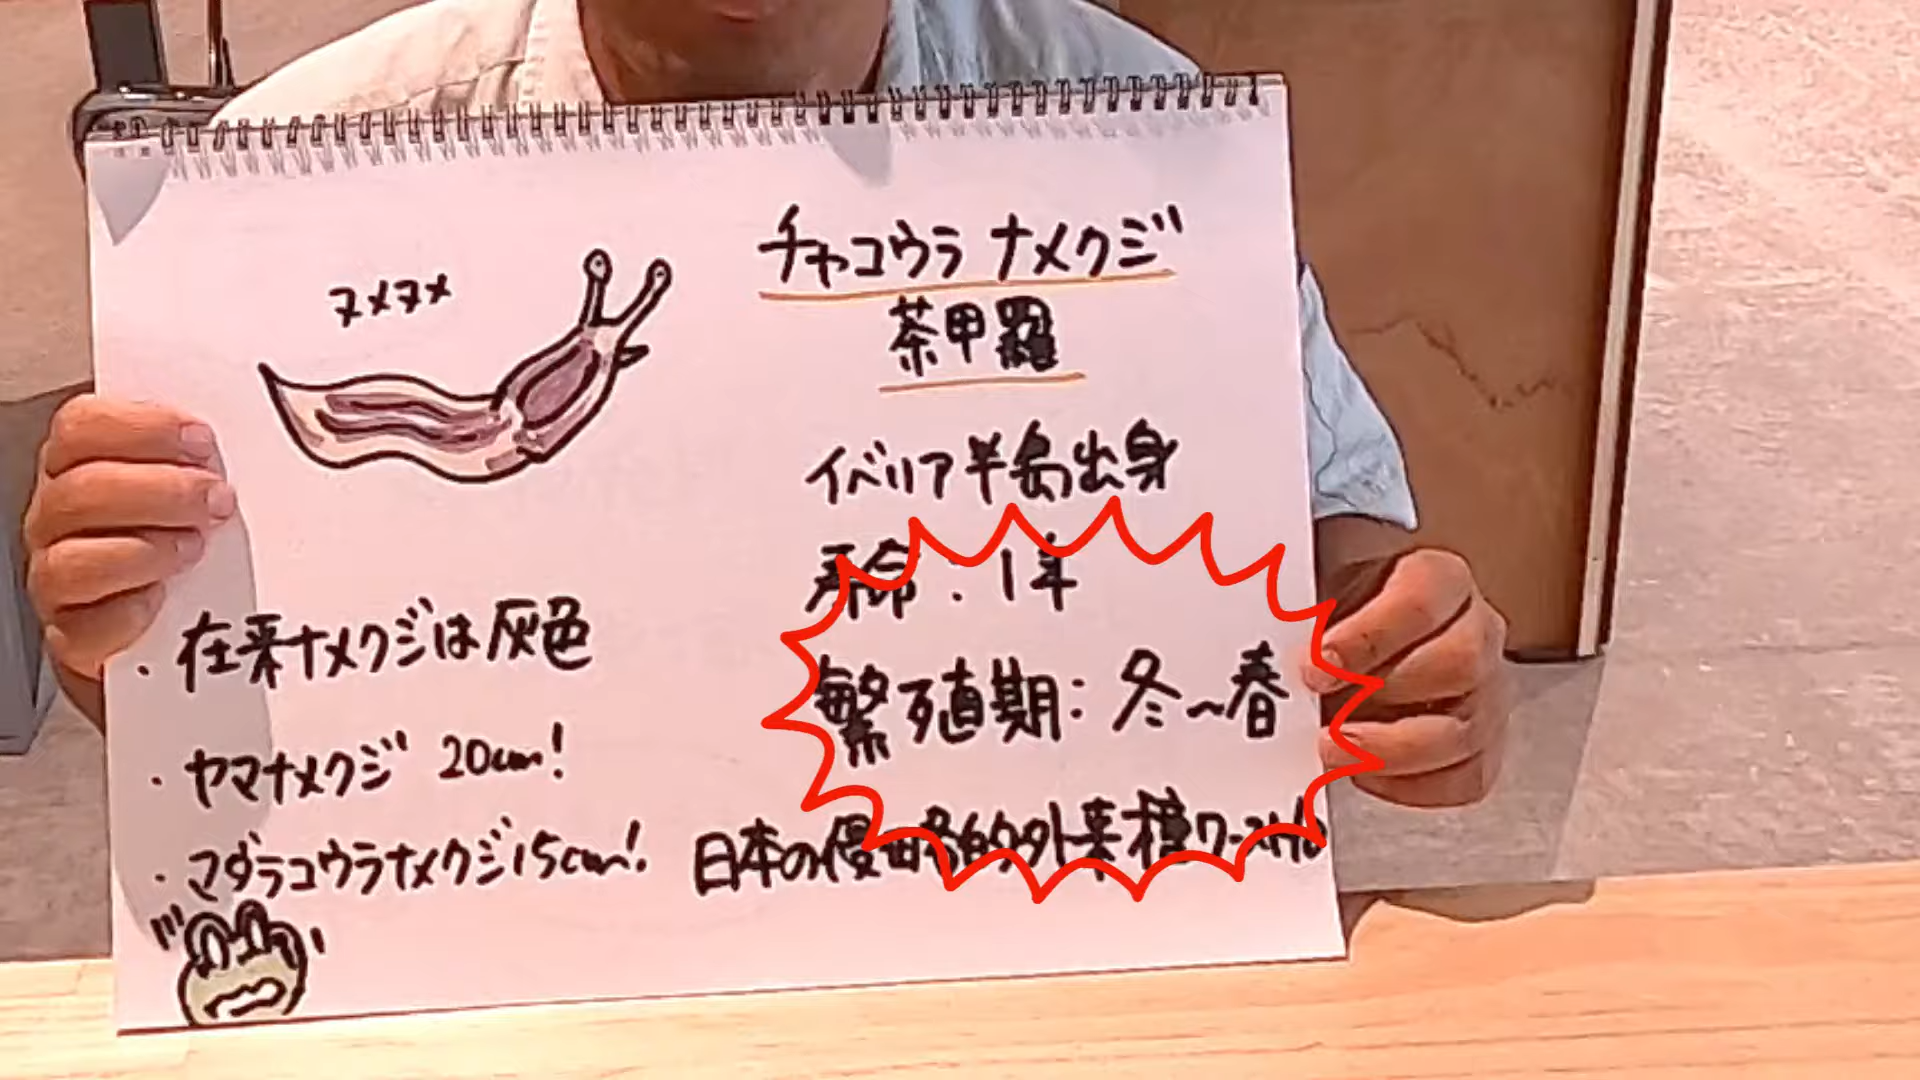 ヌメヌメ
チャコウラナメクジ
茶甲羅
イベリア半島出身
寿命：1年
繁殖期：冬～春
日本の侵略的外来種ワースト100
・在来ナメクジは灰色
・ヤマナメクジ 20cm！
・マダラコウラナメクジ15cm！